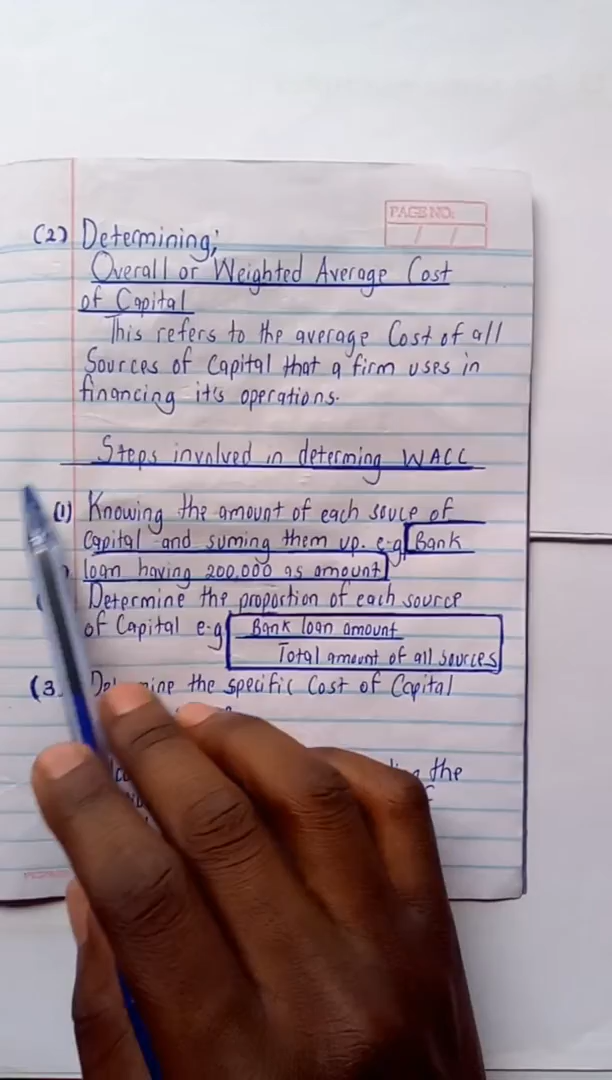 PAGE NO:
(2) Determining;
Overall or Weighted Average Cost
of Capital
This refers to the average Cost of all
Sources of Capital that a firm uses in
financing it's operations.
Steps involved in determing WACC
(1) Knowing the amount of each souce of
Capital and suming them up. e.g Bank
loan having 200,000 as amount
Determine the proportion of each source
of Capital e.g Bank loan amount
Total amount of all sources
(3. the specific Cost of Capital
the